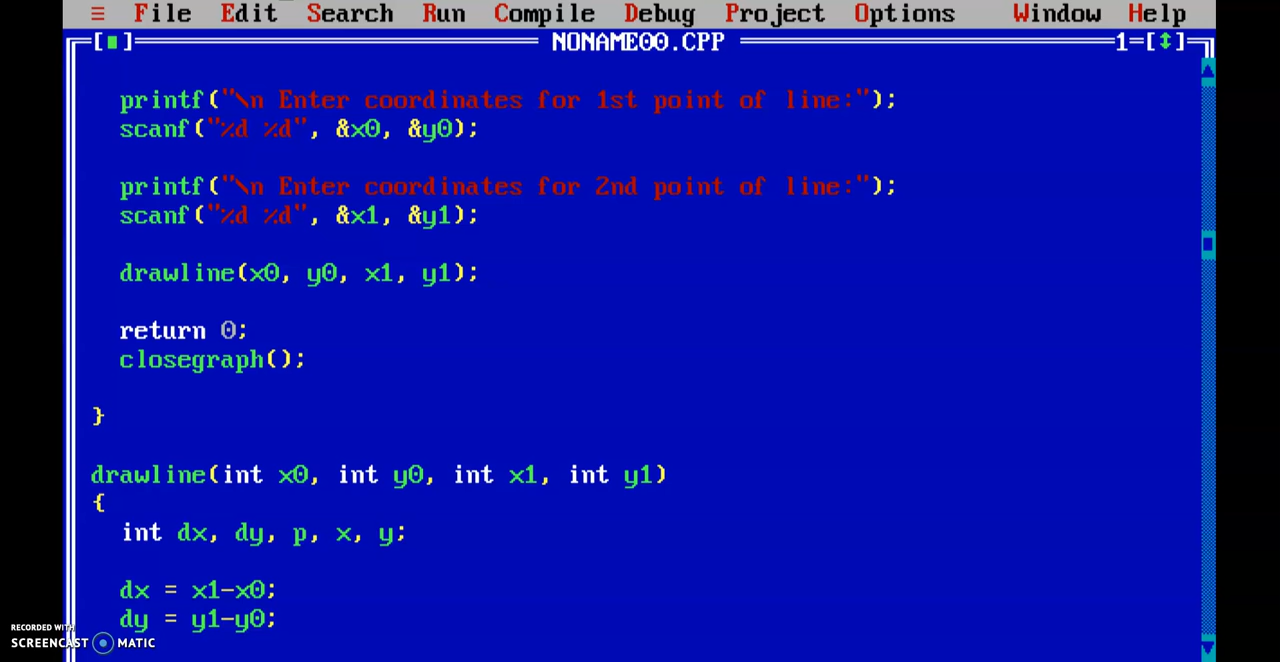 ≡ File Edit Search Run Compile Debug Project Options Window Help
[■] NONAME00.CPP 1=[↕]
printf("\n Enter coordinates for 1st point of line:");
scanf("%d %d", &x0, &y0);
printf("\n Enter coordinates for 2nd point of line:");
scanf("%d %d", &x1, &y1);
drawline(x0, y0, x1, y1);
return 0;
closegraph();
}
drawline(int x0, int y0, int x1, int y1)
{
int dx, dy, p, x, y;
dx = x1-x0;
dy = y1-y0;
RECORDED WITH
SCREENCAST MATIC